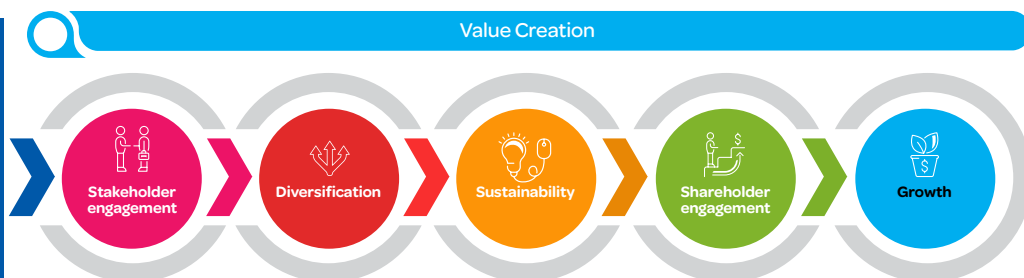 Value Creation
Stakeholder
engagement
Diversification
Sustainability
Shareholder
engagement
Growth
$
$